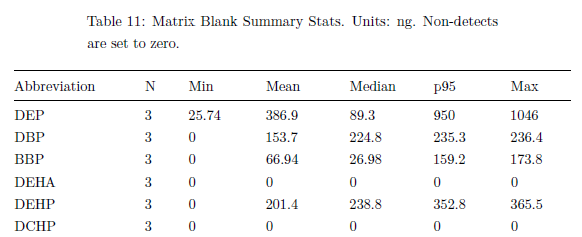 Table 11: Matrix Blank Summary Stats. Units: ng. Non-detects
are set to zero.
Abbreviation N Min Mean Median p95 Max
DEP 3 25.74 386.9 89.3 950 1046
DBP 3 0 153.7 224.8 235.3 236.4
BBP 3 0 66.94 26.98 159.2 173.8
DEHA 3 0 0 0 0 0
DEHP 3 0 201.4 238.8 352.8 365.5
DCHP 3 0 0 0 0 0